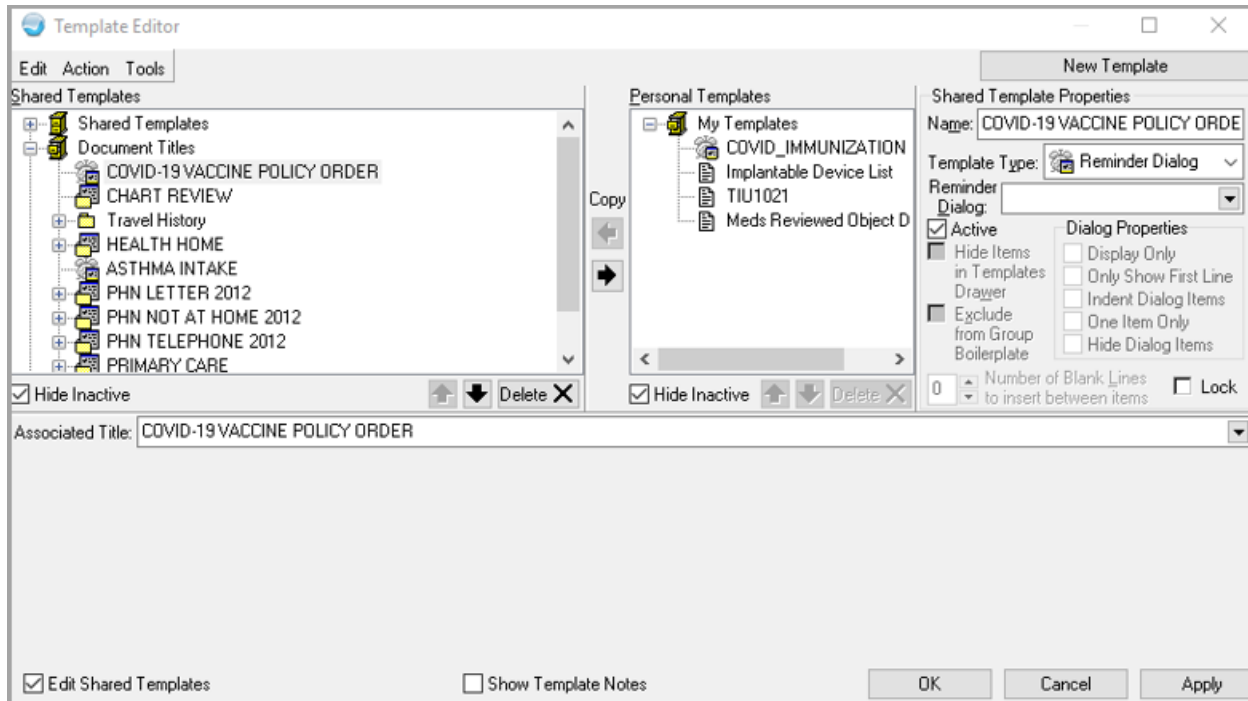 Template Editor
Edit Action Tools
New Template
Shared Templates
Shared Templates
Document Titles
COVID-19 VACCINE POLICY ORDER
CHART REVIEW
Travel History
HEALTH HOME
ASTHMA INTAKE
PHN LETTER 2012
PHN NOT AT HOME 2012
PHN TELEPHONE 2012
PRIMARY CARE
Hide Inactive
Delete
Copy
Personal Templates
My Templates
COVID_IMMUNIZATION
Implantable Device List
TIU1021
Meds Reviewed Object D
Hide Inactive
Delete
Shared Template Properties
Name: COVID-19 VACCINE POLICY ORDE
Template Type: Reminder Dialog
Reminder
Dialog:
Active
Hide Items
in Templates
Drawer
Exclude
from Group
Boilerplate
Dialog Properties
Display Only
Only Show First Line
Indent Dialog Items
One Item Only
Hide Dialog Items
0 Number of Blank Lines
to insert between items
Lock
Associated Title: COVID-19 VACCINE POLICY ORDER
Edit Shared Templates
Show Template Notes
OK
Cancel
Apply